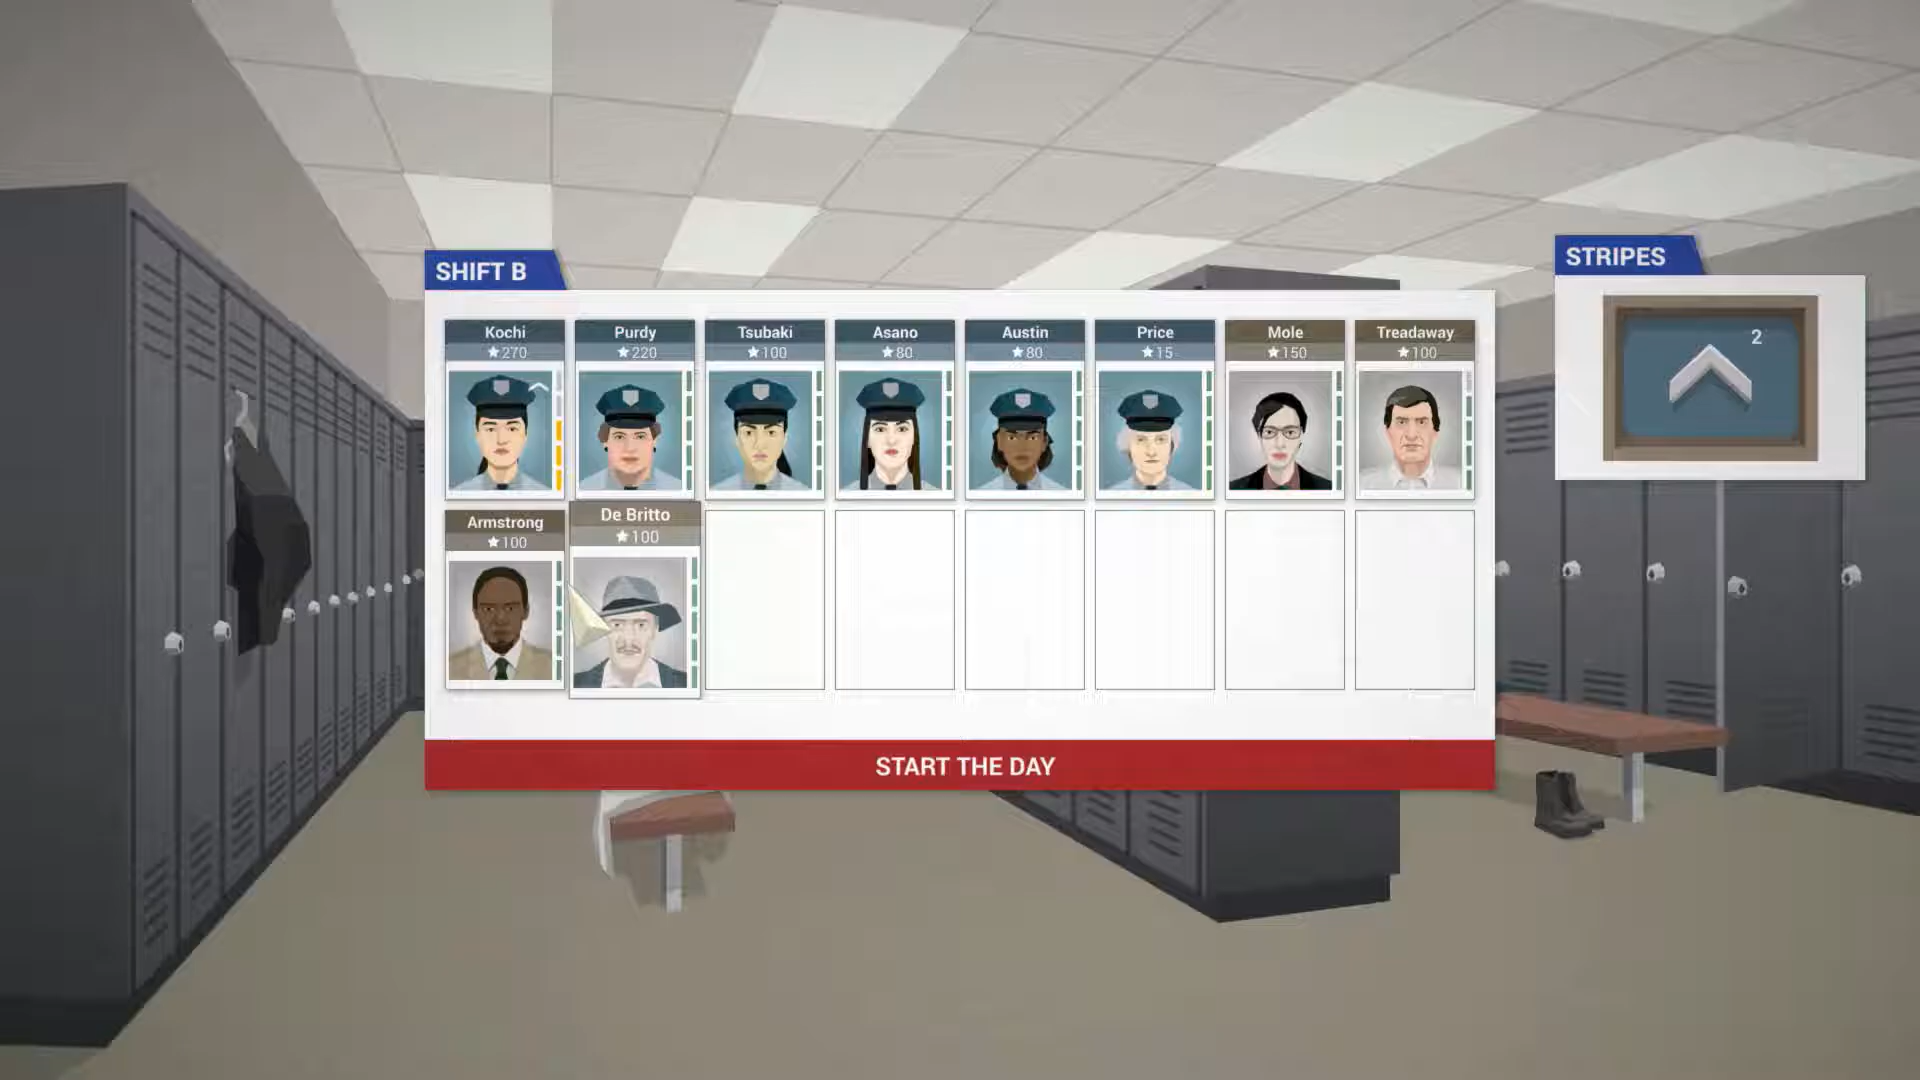 SHIFT B
STRIPES
2
Kochi
270
Purdy
220
Tsubaki
100
Asano
80
Austin
80
Price
15
Mole
150
Treadaway
100
Armstrong
100
De Britto
100
START THE DAY